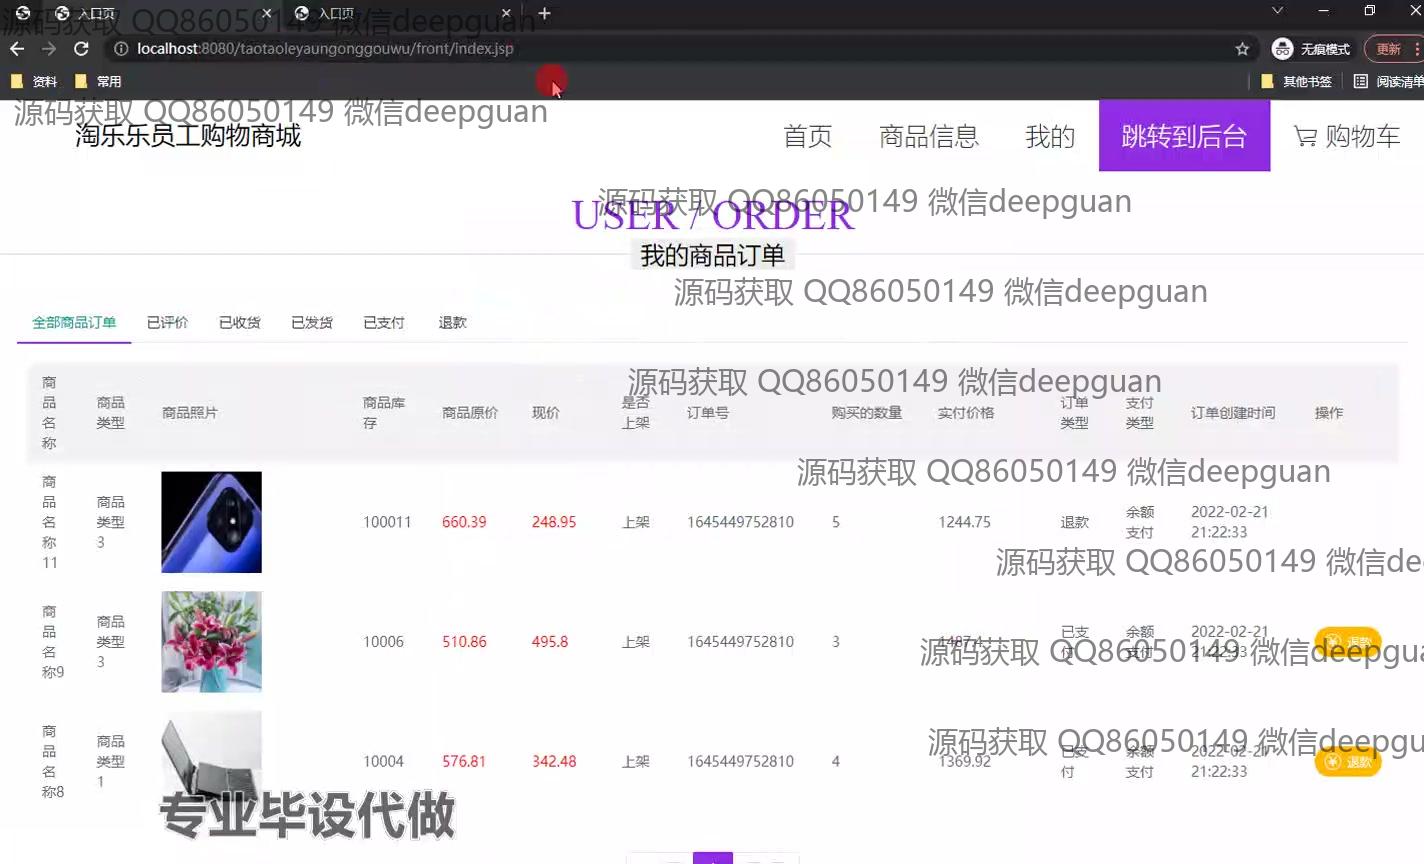 入口页
入口页
源码获取 QQ86050149 微信deepguan
localhost:8080/taotaoleyaungonggouwu/front/index.jsp
无痕模式
更新
资料
常用
其他书签
阅读清单
源码获取 QQ86050149 微信deepguan
淘乐乐员工购物商城
首页
商品信息
我的
跳转到后台
购物车
源码获取 QQ86050149 微信deepguan
USER / ORDER
我的商品订单
源码获取 QQ86050149 微信deepguan
全部商品订单
已评价
已收货
已发货
已支付
退款
源码获取 QQ86050149 微信deepguan
商品名称
商品类型
商品照片
商品库存
商品原价
现价
是否上架
订单号
购买的数量
实付价格
订单类型
支付类型
订单创建时间
操作
源码获取 QQ86050149 微信deepguan
商品名称11
商品类型3
100011
660.39
248.95
上架
1645449752810
5
1244.75
退款
余额支付
2022-02-21 21:22:33
源码获取 QQ86050149 微信de
商品名称9
商品类型3
10006
510.86
495.8
上架
1645449752810
3
1487.4
已支付
余额支付
2022-02-21 21:22:33
退款
源码获取 QQ86050149 微信deepgua
源码获取 QQ86050149 微信deepgu
商品名称8
商品类型1
10004
576.81
342.48
上架
1645449752810
4
1369.92
已支付
余额支付
2022-02-21 21:22:33
退款
专业毕设代做